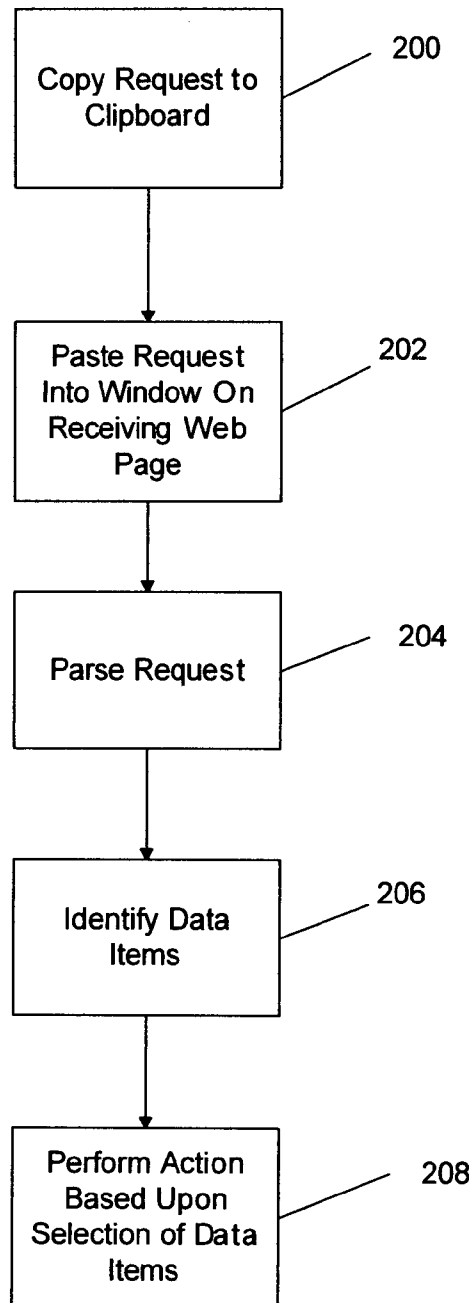 Copy Request to
Clipboard
200
Paste Request
Into Window On
Receiving Web
Page
202
Parse Request
204
Identify Data
Items
206
Perform Action
Based Upon
Selection of Data
Items
208